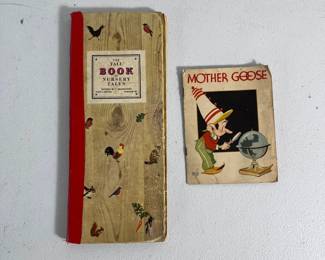 THE
TALL
BOOK
OF
NURSERY
TALES
MOTHER GOOSE